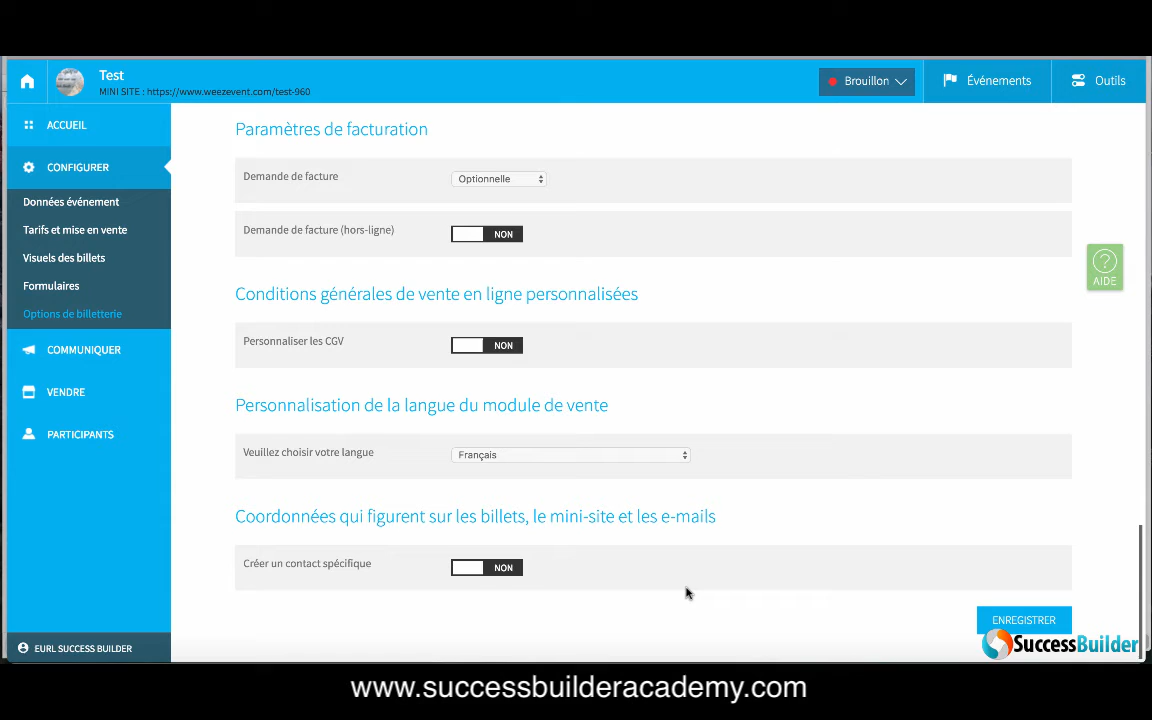 Test
MINI SITE : https://www.weezevent.com/test-960
Brouillon
Événements
Outils
ACCUEIL
CONFIGURER
Données événement
Tarifs et mise en vente
Visuels des billets
Formulaires
Options de billetterie
COMMUNIQUER
VENDRE
PARTICIPANTS
EURL SUCCESS BUILDER
Paramètres de facturation
Demande de facture
Optionnelle
Demande de facture (hors-ligne)
NON
Conditions générales de vente en ligne personnalisées
Personnaliser les CGV
NON
Personnalisation de la langue du module de vente
Veuillez choisir votre langue
Français
Coordonnées qui figurent sur les billets, le mini-site et les e-mails
Créer un contact spécifique
NON
?
AIDE
ENREGISTRER
SuccessBuilder
www.successbuilderacademy.com